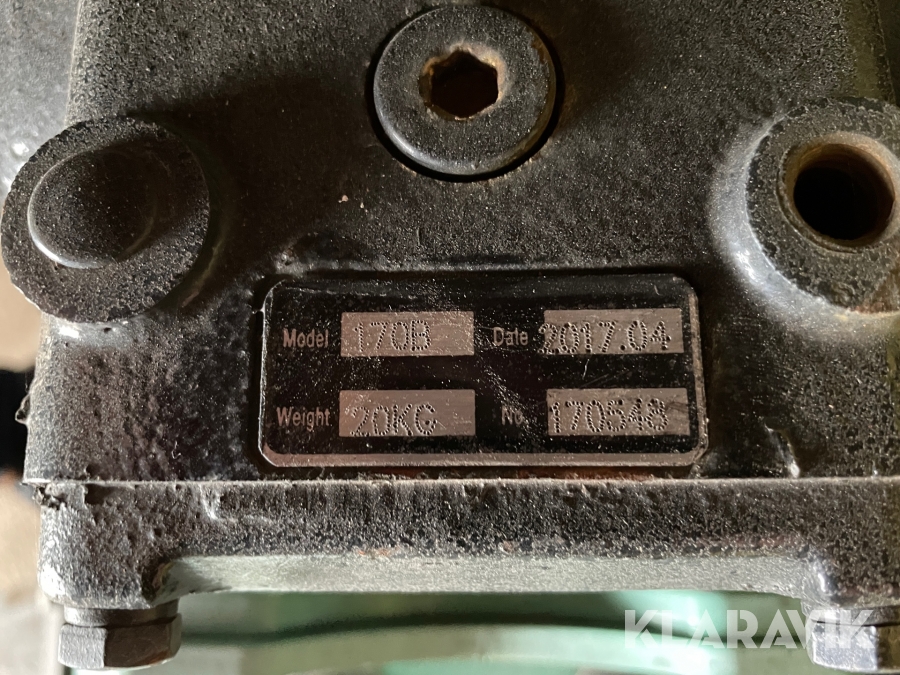 Model 170B Date 2017.04
Weight 20KG No 170548
KLARAVIK